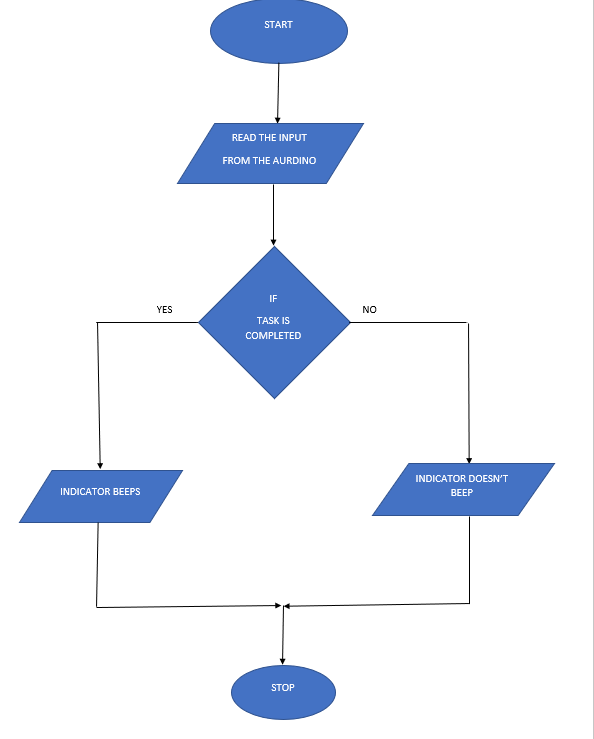 START
READ THE INPUT
FROM THE AURDINO
IF
TASK IS
COMPLETED
YES
NO
INDICATOR BEEPS
INDICATOR DOESN'T
BEEP
STOP